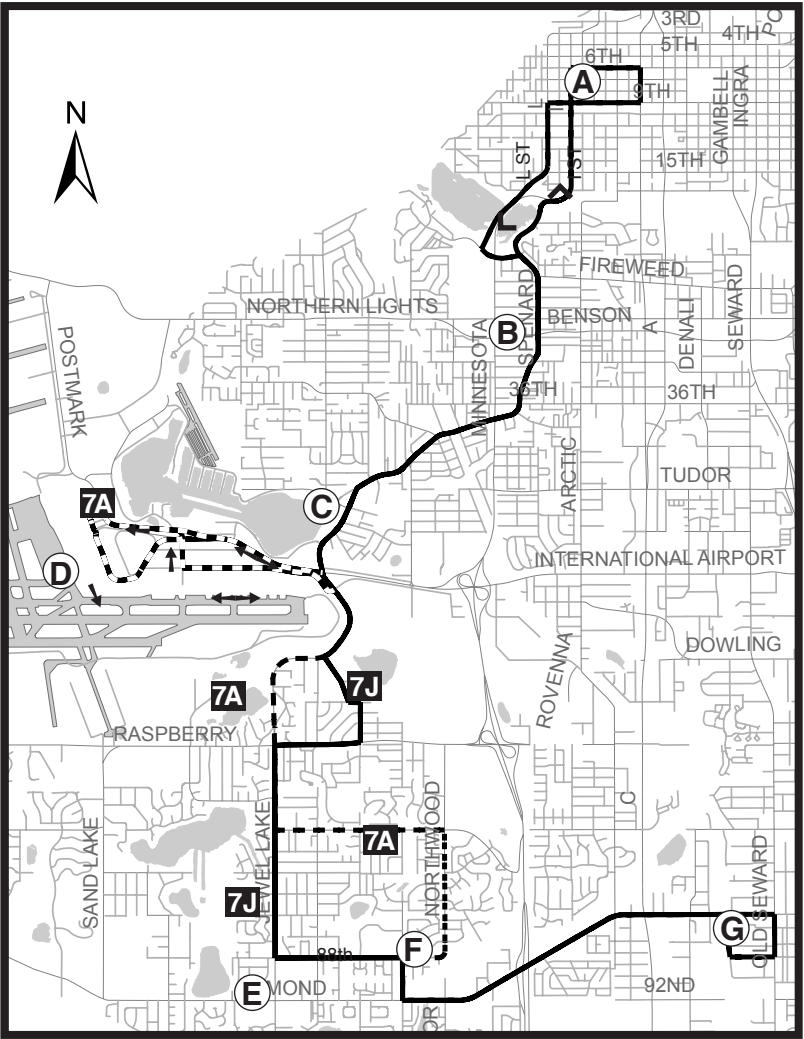 3RD
PO
4TH
5TH
6TH
A
9TH
L
I
GAMBELL
INGRA
N
L ST
I ST
15TH
FIREWEED
NORTHERN LIGHTS
SPENARD
BENSON
A
DENALI
SEWARD
B
POSTMARK
MINNESOTA
36TH
36TH
ARCTIC
TUDOR
7A
C
INTERNATIONAL AIRPORT
D
DOWLING
ROVENNA
7J
7A
RASPBERRY
C
7A
NORTHWOOD
SAND LAKE
JEWEL LAKE
7J
OLD SEWARD
G
88th
F
E
MOND
92ND
OR